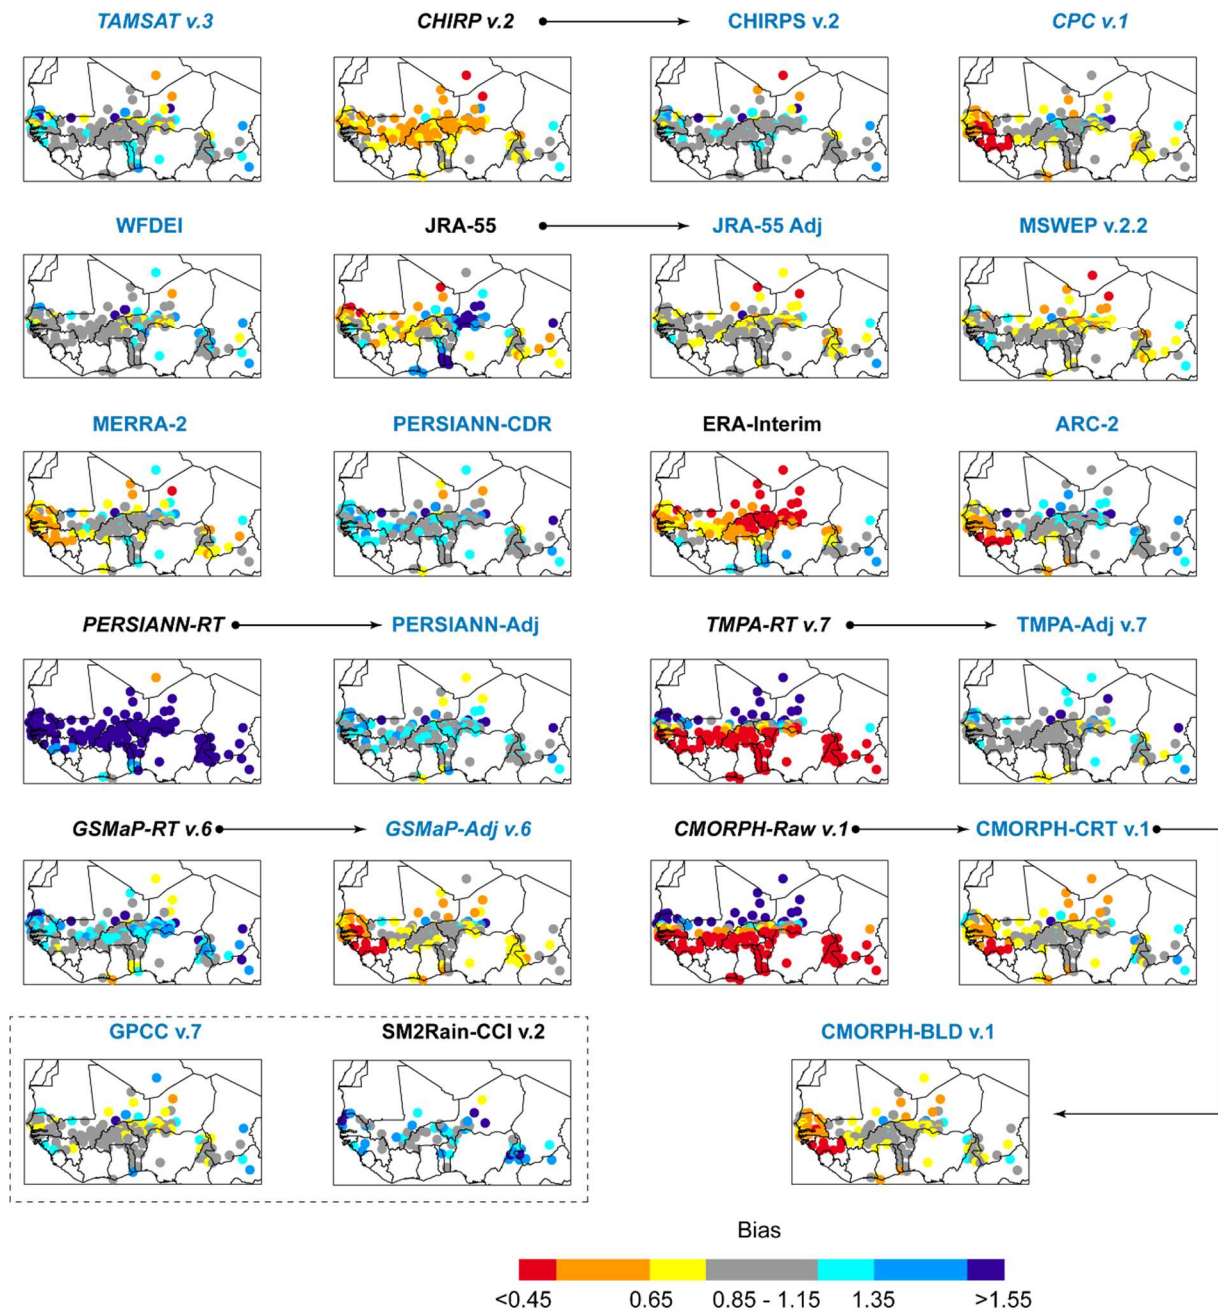 TAMSAT v.3 CHIRP v.2 CHIRPS v.2 CPC v.1
WFDEI JRA-55 JRA-55 Adj MSWEP v.2.2
MERRA-2 PERSIANN-CDR ERA-Interim ARC-2
PERSIANN-RT PERSIANN-Adj TMPA-RT v.7 TMPA-Adj v.7
GSMaP-RT v.6 GSMaP-Adj v.6 CMORPH-Raw v.1 CMORPH-CRT v.1
GPCC v.7 SM2Rain-CCI v.2 CMORPH-BLD v.1
Bias
<0.45 0.65 0.85 - 1.15 1.35 >1.55